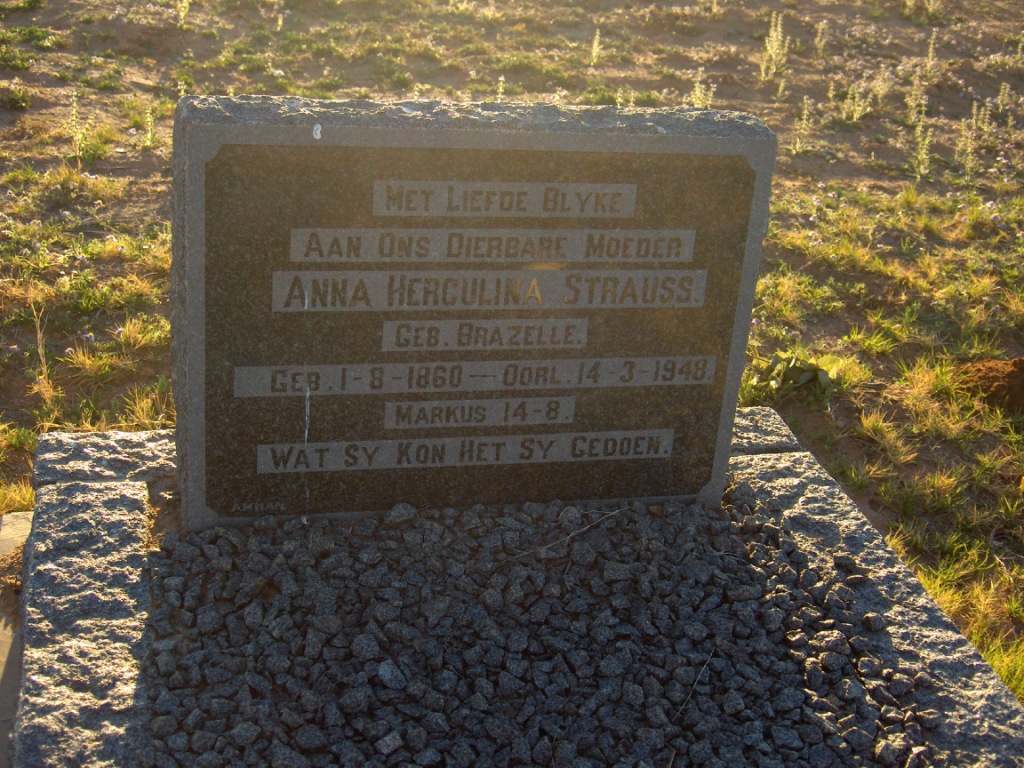 MET LIEFDE BLYKE
AAN ONS DIERBARE MOEDER
ANNA HERCULINA STRAUSS.
GEB. BRAZELLE.
GEB. 1-8-1860 — OORL. 14-3-1948
MARKUS 14-8.
WAT SY KON HET SY GEDOEN.